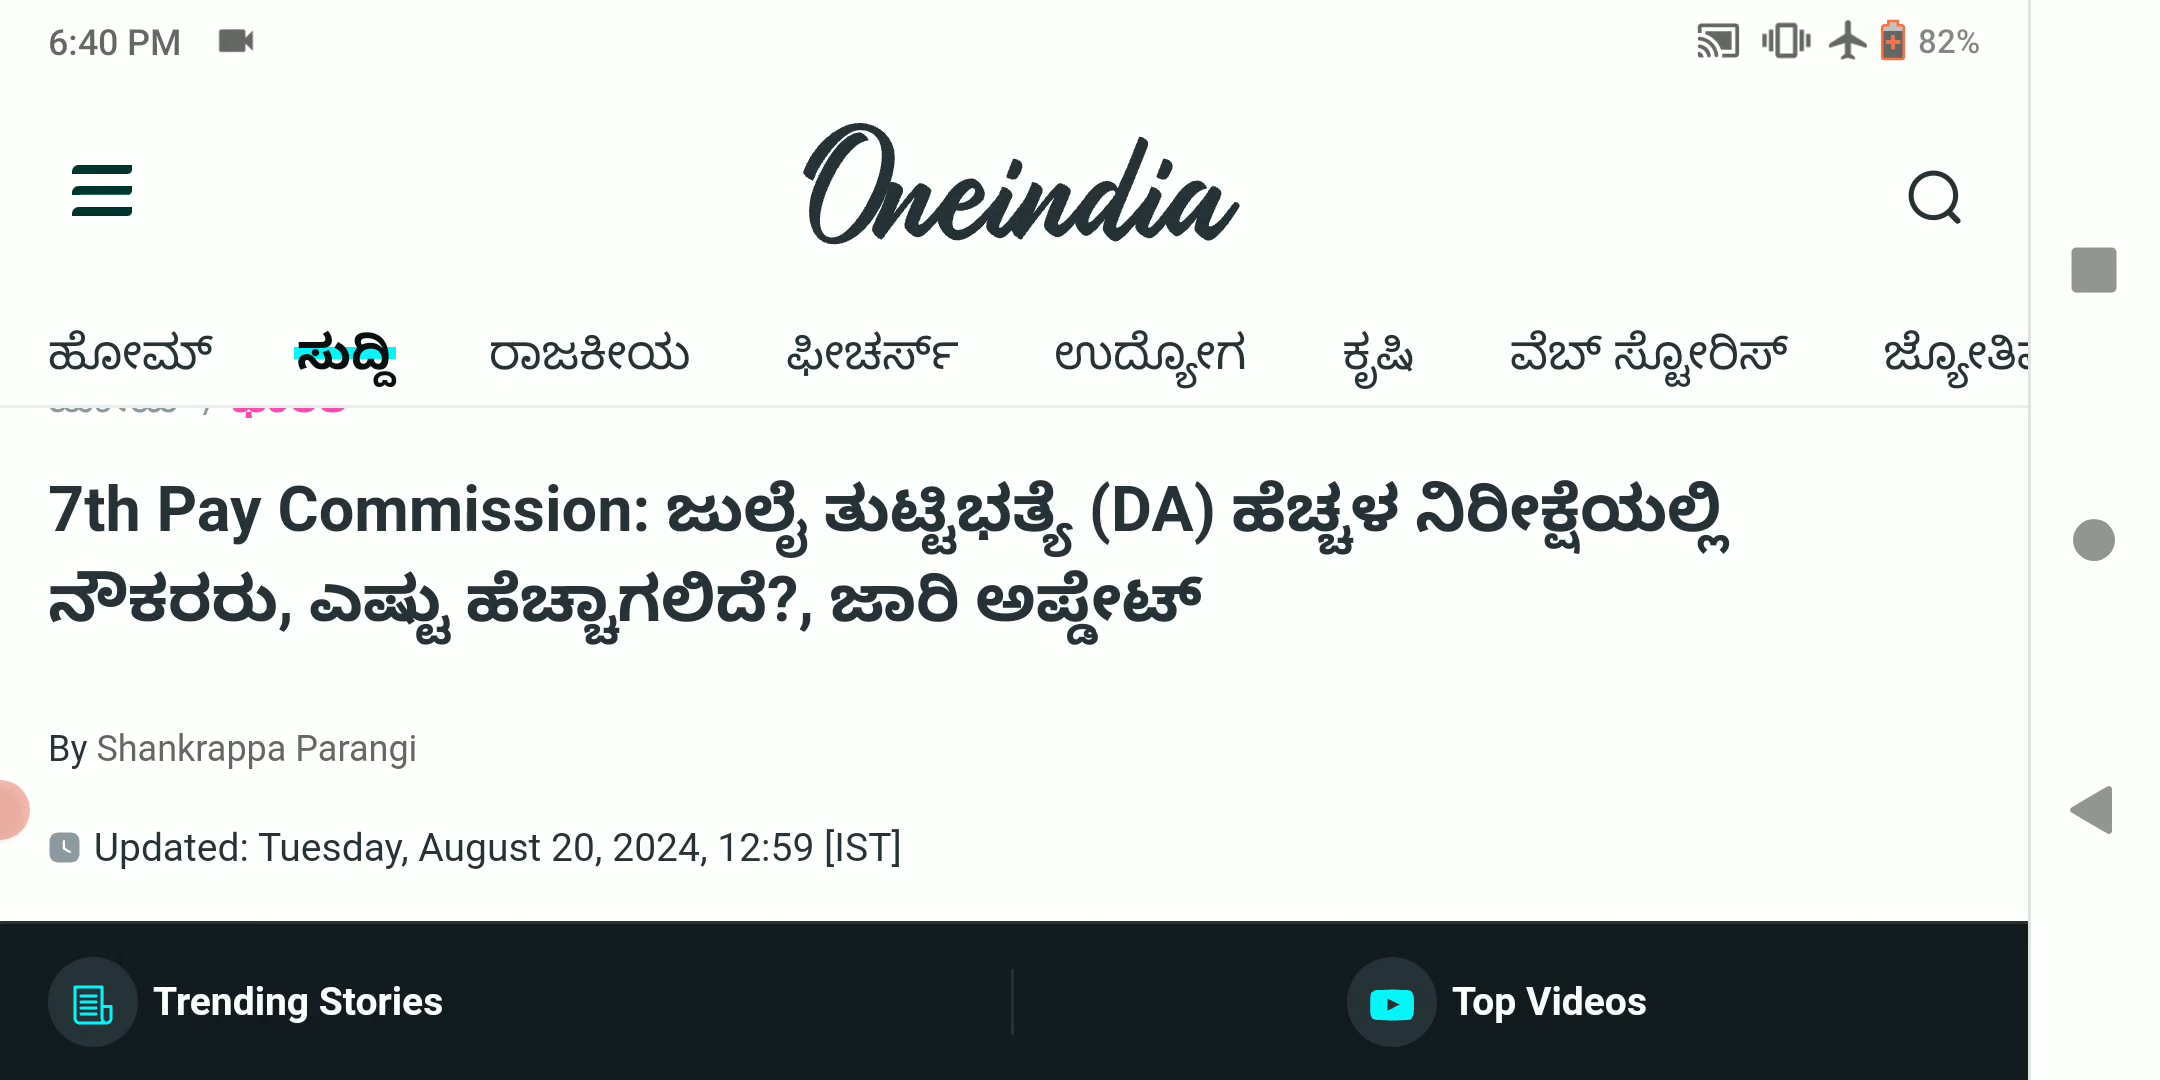 6:40 PM 82%
Oneindia
ಹೋಮ್ ಸುದ್ದಿ ರಾಜಕೀಯ ಫೀಚರ್ಸ್ ಉದ್ಯೋಗ ಕೃಷಿ ವೆಬ್ ಸ್ಟೋರಿಸ್
7th Pay Commission: ಜುಲೈ ತುಟ್ಟಿಭತ್ಯೆ (DA) ಹೆಚ್ಚಳ ನಿರೀಕ್ಷೆಯಲ್ಲಿ
ನೌಕರರು, ಎಷ್ಟು ಹೆಚ್ಚಾಗಲಿದೆ?, ಜಾರಿ ಅಪ್ಡೇಟ್
By Shankrappa Parangi
Updated: Tuesday, August 20, 2024, 12:59 [IST]
Trending Stories Top Videos